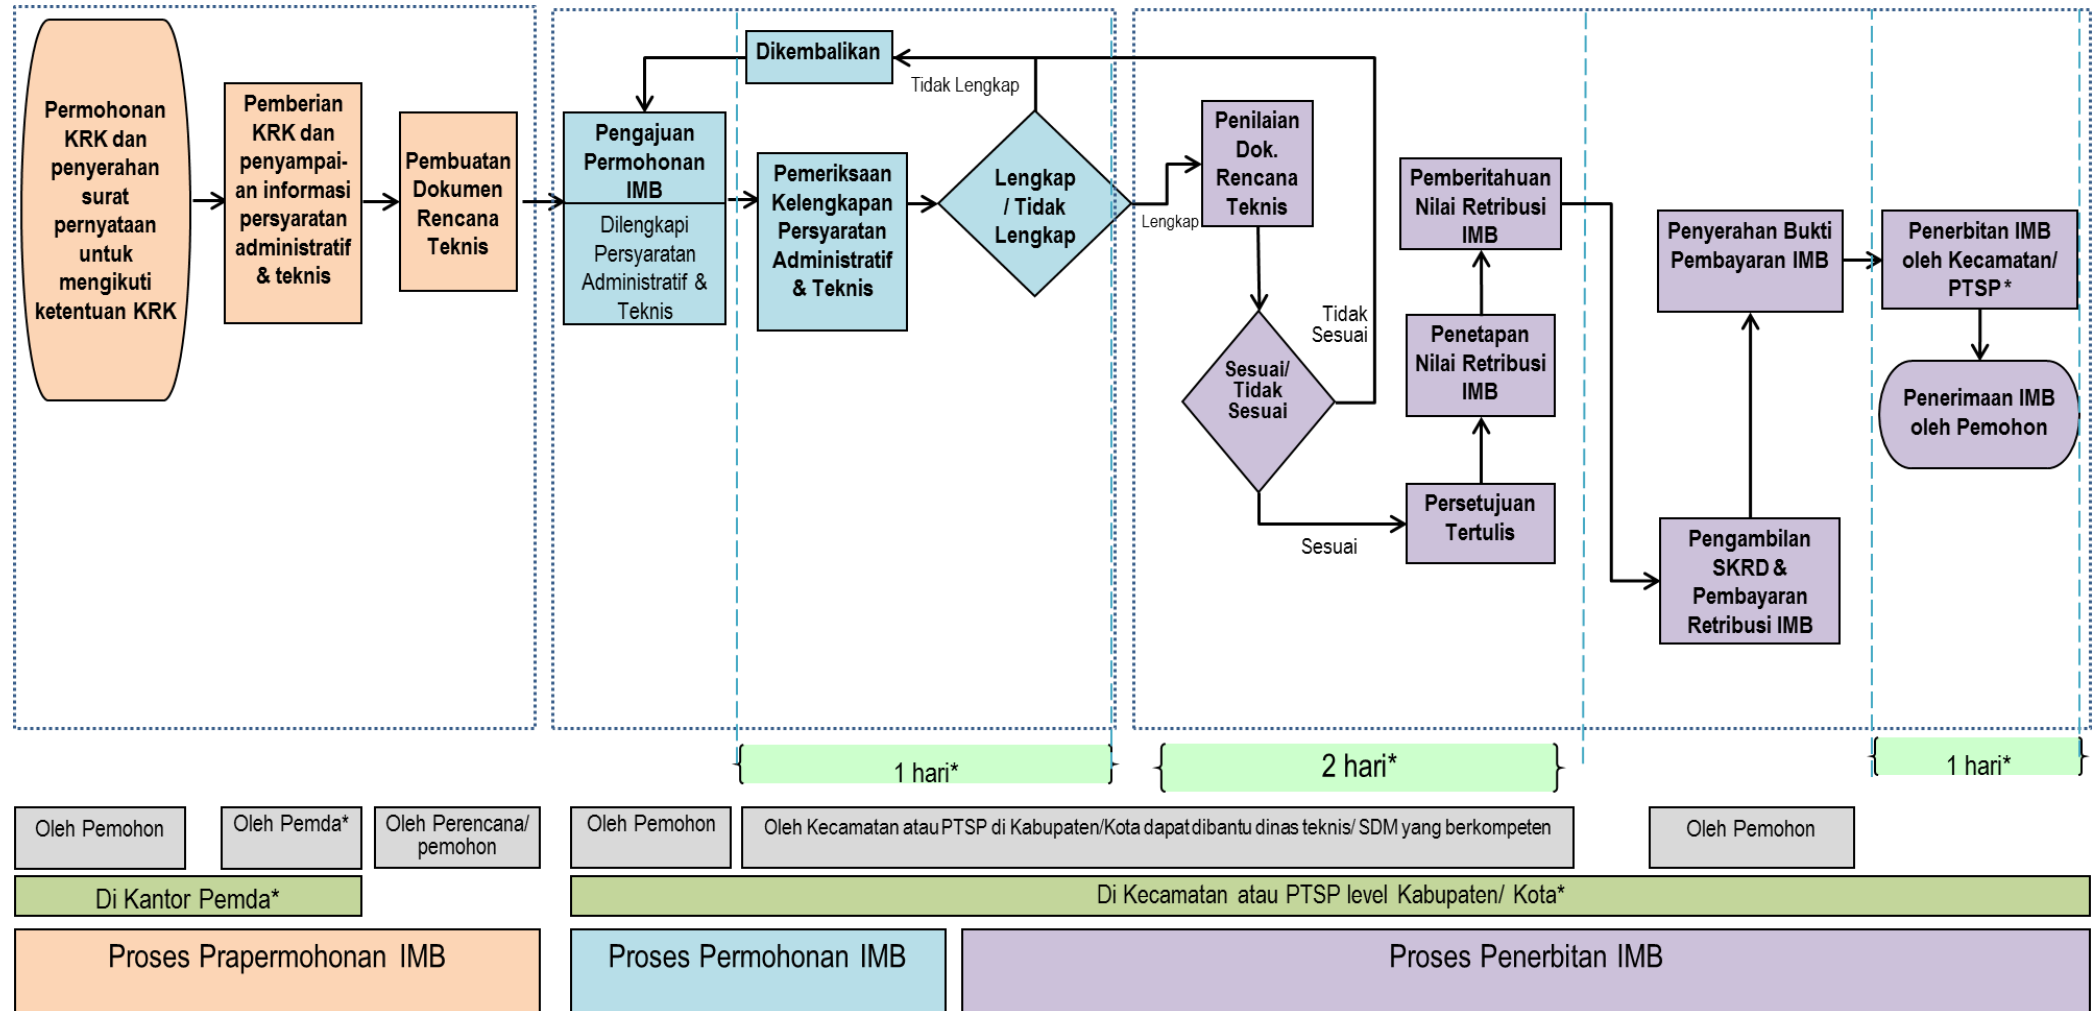 Permohonan
KRK dan
penyerahan
surat
pernyataan
untuk
mengikuti
ketentuan KRK
Pemberian
KRK dan
penyampai-
an informasi
persyaratan
administratif
& teknis
Pembuatan
Dokumen
Rencana
Teknis
Pengajuan
Permohonan
IMB
Dilengkapi
Persyaratan
Administratif &
Teknis
Dikembalikan
Tidak Lengkap
Pemeriksaan
Kelengkapan
Persyaratan
Administratif
& Teknis
Lengkap
/ Tidak
Lengkap
Lengkap
Penilaian
Dok.
Rencana
Teknis
Sesuai/
Tidak
Sesuai
Tidak
Sesuai
Sesuai
Persetujuan
Tertulis
Penetapan
Nilai Retribusi
IMB
Pemberitahuan
Nilai Retribusi
IMB
Pengambilan
SKRD &
Pembayaran
Retribusi IMB
Penyerahan Bukti
Pembayaran IMB
Penerbitan IMB
oleh Kecamatan/
PTSP *
Penerimaan IMB
oleh Pemohon
1 hari*
2 hari*
1 hari*
Oleh Pemohon
Oleh Pemda*
Oleh Perencana/
pemohon
Oleh Pemohon
Oleh Kecamatan atau PTSP di Kabupaten/Kota dapat dibantu dinas teknis/ SDM yang berkompeten
Oleh Pemohon
Di Kantor Pemda*
Di Kecamatan atau PTSP level Kabupaten/ Kota*
Proses Prapermohonan IMB
Proses Permohonan IMB
Proses Penerbitan IMB